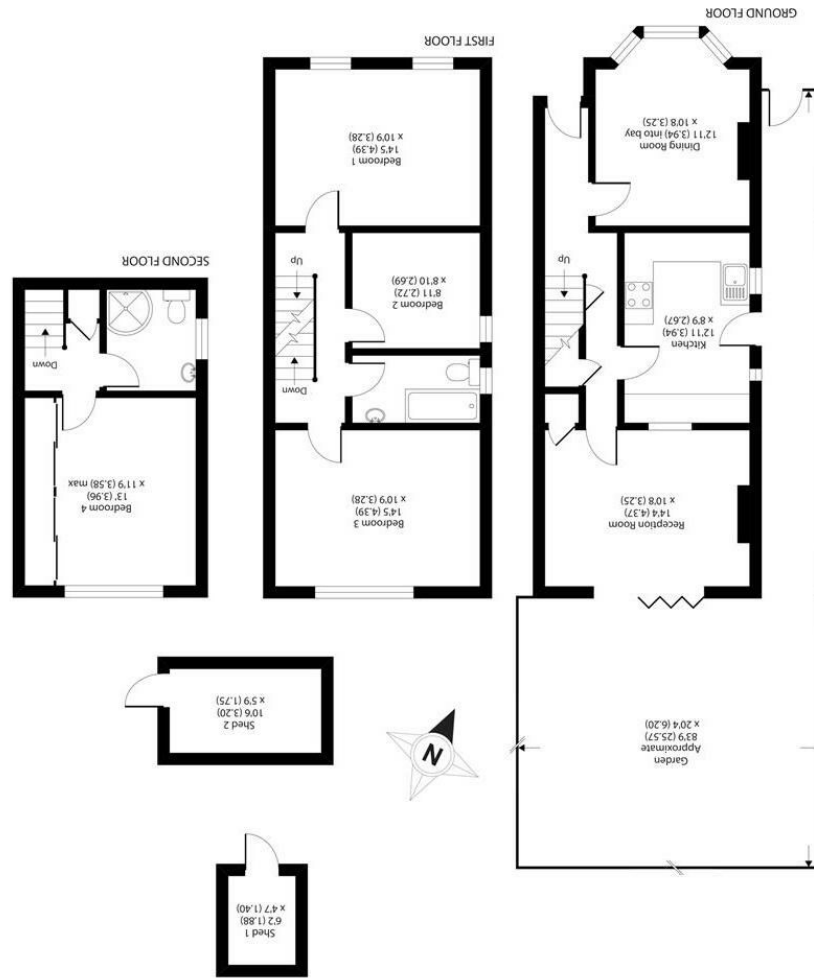 GROUND FLOOR
Dining Room
12'11 (3.94) into bay
x 10'8 (3.25)
Up
Kitchen
12'11 (3.94)
x 8'9 (2.67)
Reception Room
14'4 (4.37)
x 10'8 (3.25)
Garden
Approximate
83'9 (25.57)
x 20'4 (6.20)
FIRST FLOOR
Bedroom 1
14'5 (4.39)
x 10'9 (3.28)
Up
Bedroom 2
8'11 (2.72)
x 8'10 (2.69)
Down
Bedroom 3
14'5 (4.39)
x 10'9 (3.28)
SECOND FLOOR
Down
Bedroom 4
13' (3.96)
x 11'9 (3.58) max
Shed 2
10'6 (3.20)
x 5'9 (1.75)
N
Shed 1
6'2 (1.88)
x 4'7 (1.40)